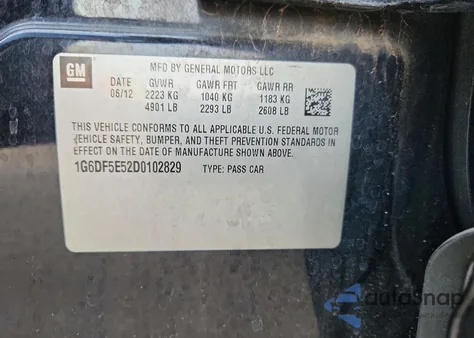 GM
MFD BY GENERAL MOTORS LLC
DATE GVWR GAWR FRT GAWR RR
06/12 2223 KG 1040 KG 1183 KG
4901 LB 2293 LB 2608 LB
THIS VEHICLE CONFORMS TO ALL APPLICABLE U.S. FEDERAL MOTOR
VEHICLE SAFETY, BUMPER, AND THEFT PREVENTION STANDARDS IN
EFFECT ON THE DATE OF MANUFACTURE SHOWN ABOVE.
1G6DF5E52D0102829 TYPE: PASS CAR
autoSnap